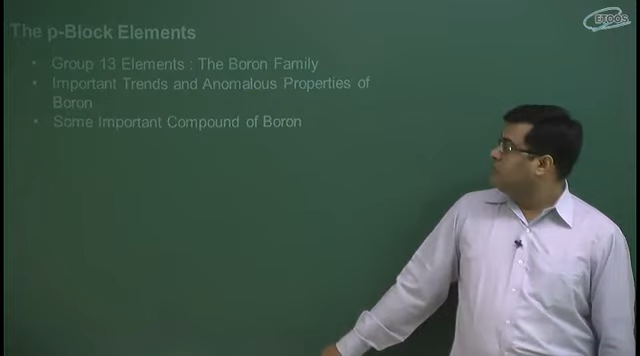 ETOOS
The p-Block Elements
• Group 13 Elements : The Boron Family
• Important Trends and Anomalous Properties of
Boron
• Some Important Compound of Boron